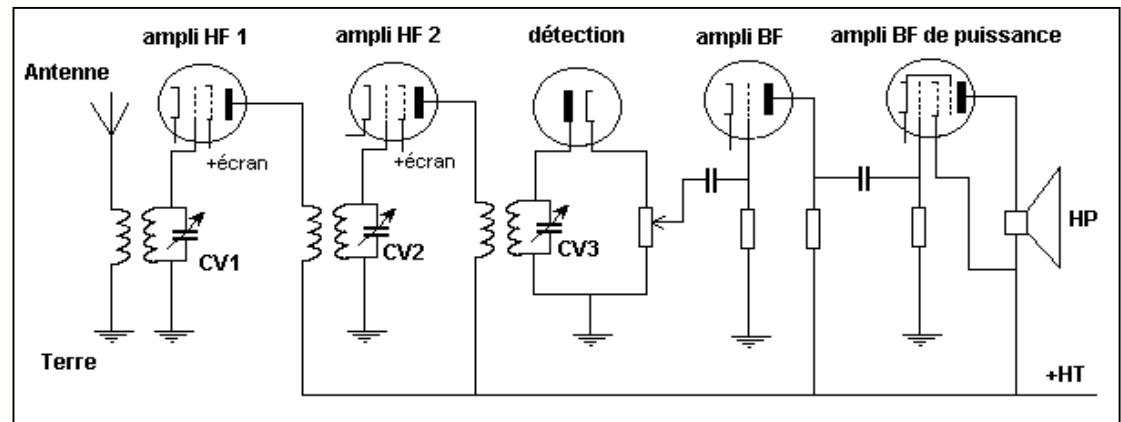 ampli HF 1
ampli HF 2
détection
ampli BF
ampli BF de puissance
Antenne
+écran
+écran
CV1
CV2
CV3
HP
Terre
+HT